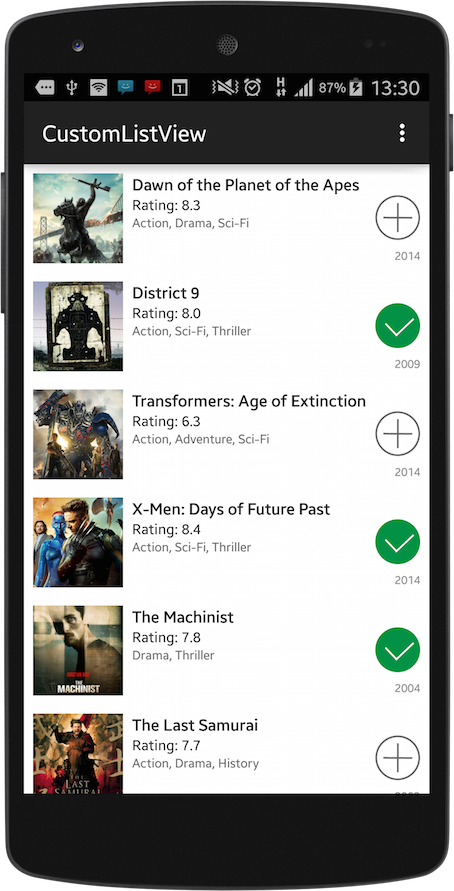 1
H
87%
13:30
CustomListView
Dawn of the Planet of the Apes
Rating: 8.3
Action, Drama, Sci-Fi
2014
District 9
Rating: 8.0
Action, Sci-Fi, Thriller
2009
Transformers: Age of Extinction
Rating: 6.3
Action, Adventure, Sci-Fi
2014
X-Men: Days of Future Past
Rating: 8.4
Action, Sci-Fi, Thriller
2014
The Machinist
Rating: 7.8
Drama, Thriller
THE
MACHINIST
2004
The Last Samurai
Rating: 7.7
Action, Drama, History
THE
LAST
SAMURAI